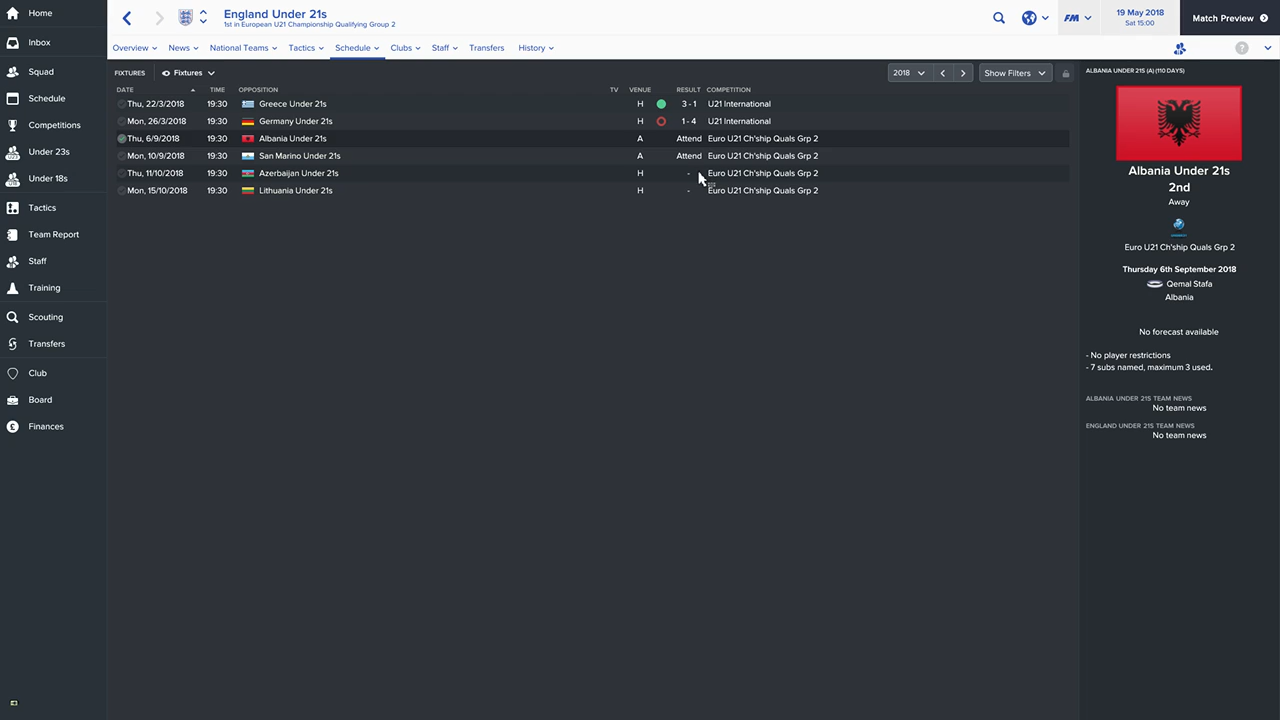 Home
Inbox
Squad
Schedule
Competitions
Under 23s
Under 18s
Tactics
Team Report
Staff
Training
Scouting
Transfers
Club
Board
Finances
England Under 21s
1st in European U21 Championship Qualifying Group 2
FM
19 May 2018
Sat 15:00
Match Preview
Overview News National Teams Tactics Schedule Clubs Staff Transfers History
FIXTURES Fixtures 2018 Show Filters
DATE TIME OPPOSITION TV VENUE RESULT COMPETITION
Thu, 22/3/2018 19:30 Greece Under 21s H 3 - 1 U21 International
Mon, 26/3/2018 19:30 Germany Under 21s H 1 - 4 U21 International
Thu, 6/9/2018 19:30 Albania Under 21s A Attend Euro U21 Ch'ship Quals Grp 2
Mon, 10/9/2018 19:30 San Marino Under 21s A Attend Euro U21 Ch'ship Quals Grp 2
Thu, 11/10/2018 19:30 Azerbaijan Under 21s H - Euro U21 Ch'ship Quals Grp 2
Mon, 15/10/2018 19:30 Lithuania Under 21s H - Euro U21 Ch'ship Quals Grp 2
ALBANIA UNDER 21S (A) (110 DAYS)
Albania Under 21s
2nd
Away
Euro U21 Ch'ship Quals Grp 2
Thursday 6th September 2018
Qemal Stafa
Albania
No forecast available
- No player restrictions
- 7 subs named, maximum 3 used.
ALBANIA UNDER 21S TEAM NEWS
No team news
ENGLAND UNDER 21S TEAM NEWS
No team news